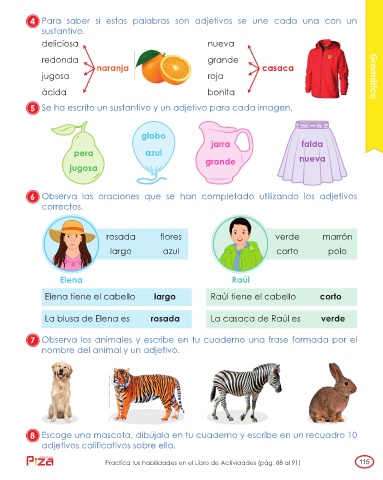 4 Para saber si estas palabras son adjetivos se une cada una con un
sustantivo.
deliciosa
redonda
jugosa
ácida
naranja
nueva
grande
roja
bonita
casaca
Gramática
5 Se ha escrito un sustantivo y un adjetivo para cada imagen.
pera
jugosa
globo
azul
jarra
grande
falda
nueva
6 Observa las oraciones que se han completado utilizando los adjetivos
correctos.
rosada flores
largo azul
verde marrón
corto polo
Elena
Raúl
Elena tiene el cabello largo
La blusa de Elena es rosada
Raúl tiene el cabello corto
La casaca de Raúl es verde
7 Observa los animales y escribe en tu cuaderno una frase formada por el
nombre del animal y un adjetivo.
8 Escoge una mascota, dibújala en tu cuaderno y escribe en un recuadro 10
adjetivos calificativos sobre ella.
Piza
Practica tus habilidades en el Libro de Actividades (pág. 88 al 91)
115